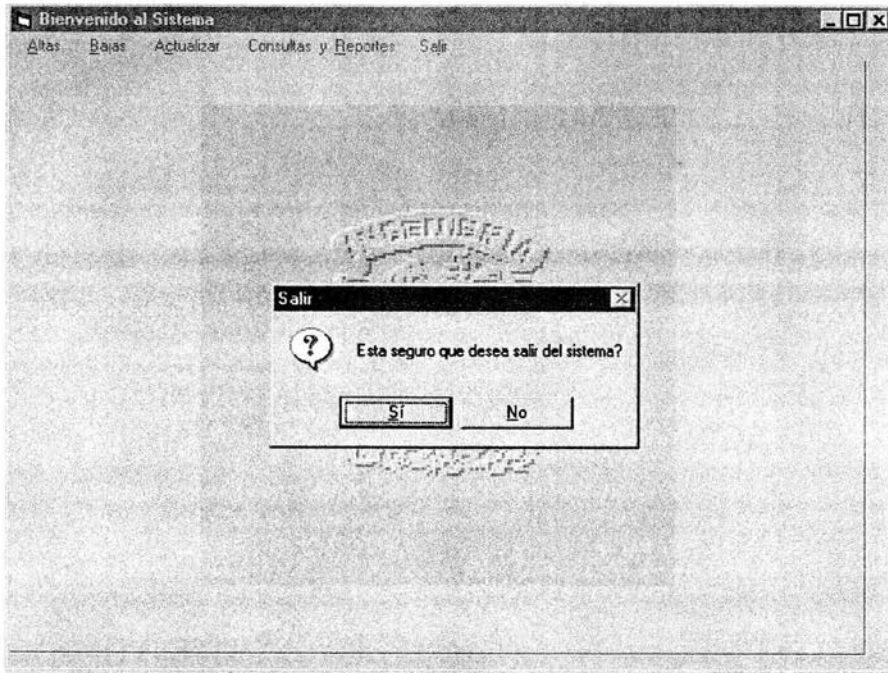 Bienvenido al Sistema
Altas Bajas Actualizar Consultas y Reportes Salir
INGENIERIA
Salir
Esta seguro que desea salir del sistema?
Sí No